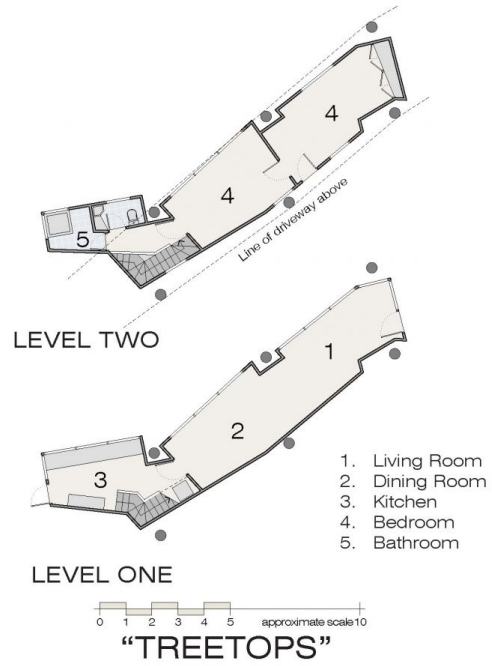 4
4
5
Line of driveway above
LEVEL TWO
1
2
3
1. Living Room
2. Dining Room
3. Kitchen
4. Bedroom
5. Bathroom
LEVEL ONE
0 1 2 3 4 5 approximate scale 10
“TREETOPS”